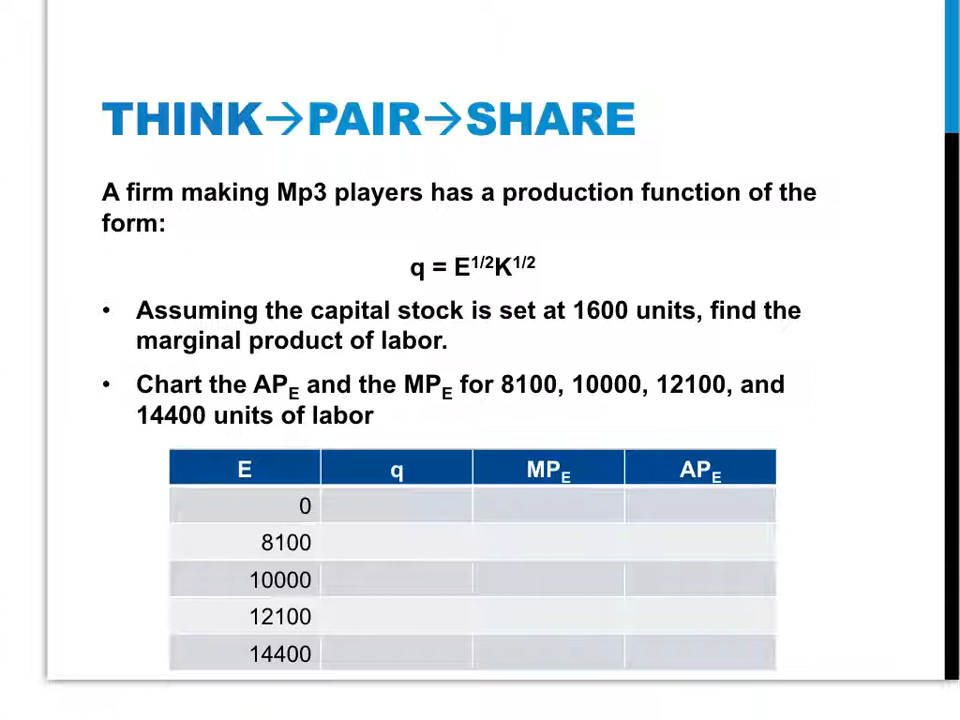 THINK→PAIR→SHARE
A firm making Mp3 players has a production function of the
form:
q = E^1/2K^1/2
• Assuming the capital stock is set at 1600 units, find the
marginal product of labor.
• Chart the AP_E and the MP_E for 8100, 10000, 12100, and
14400 units of labor
E q MP_E AP_E
0
8100
10000
12100
14400